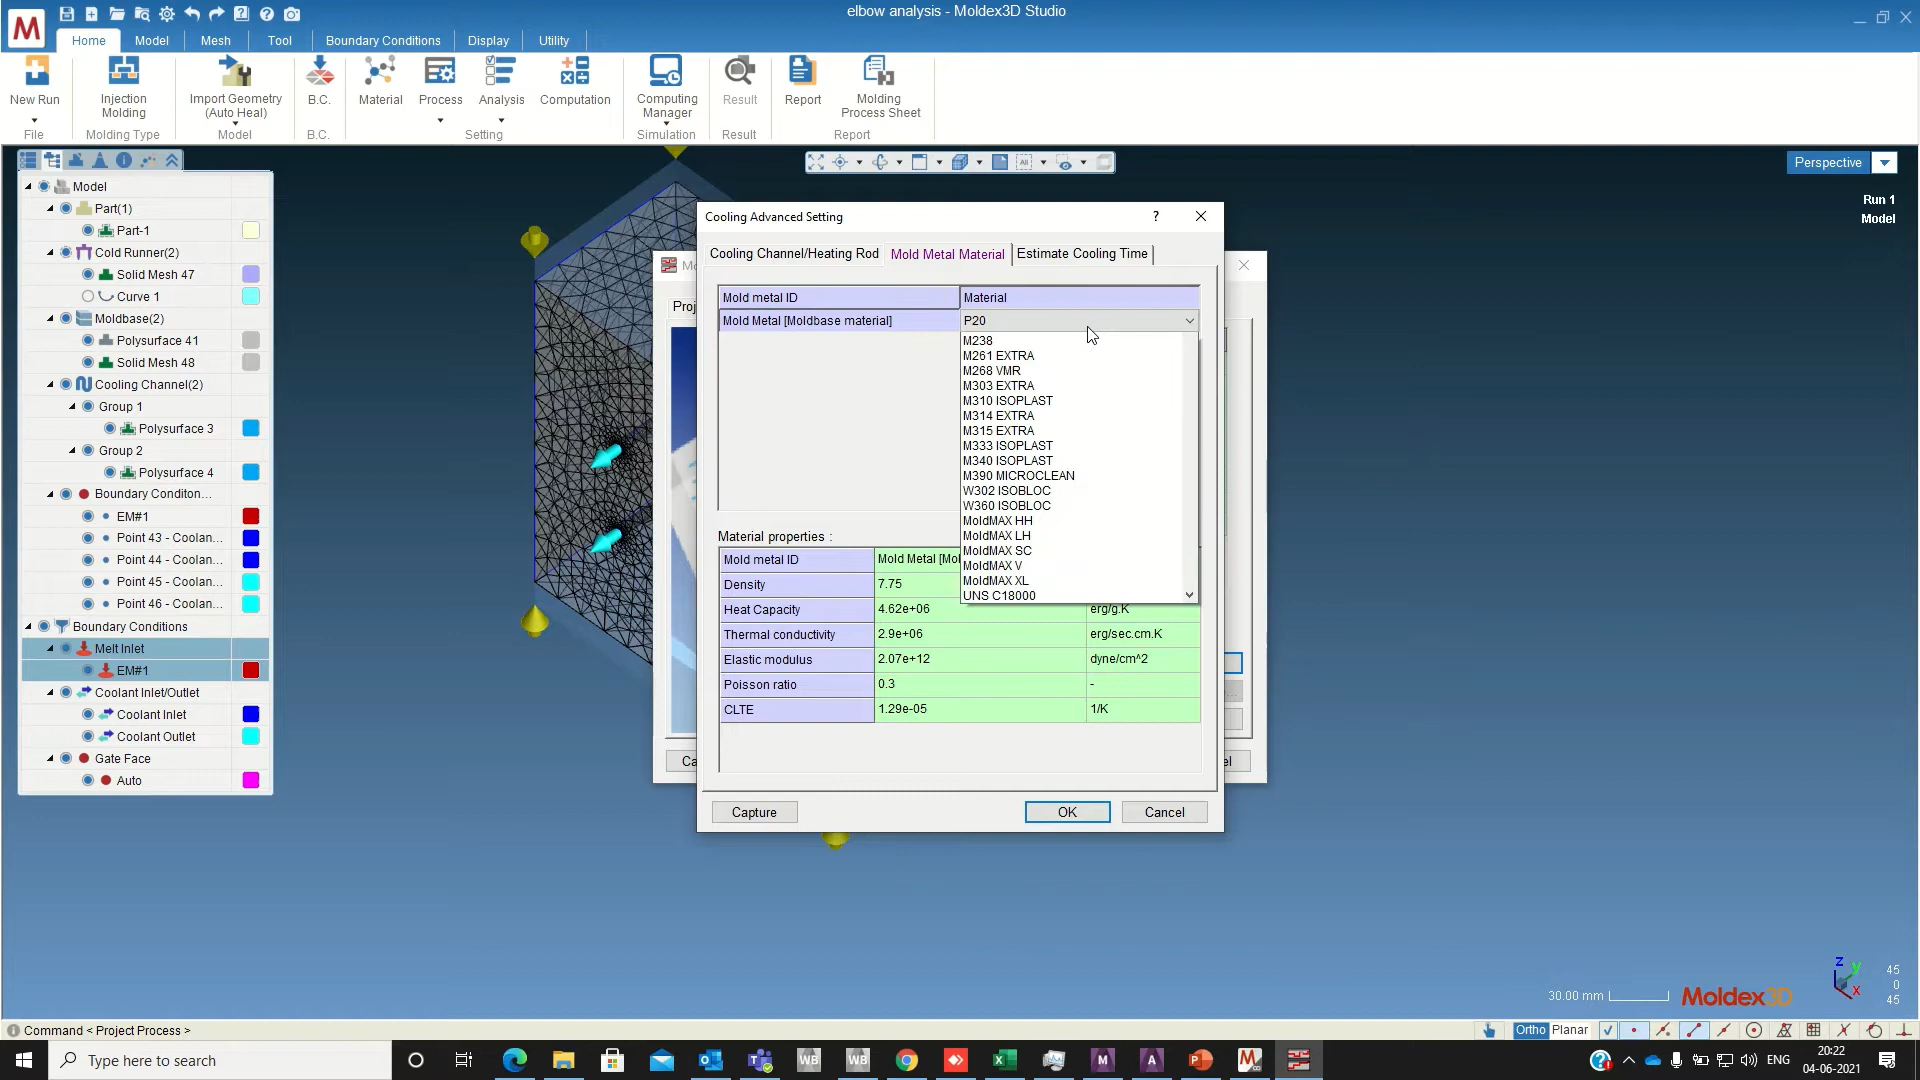 elbow analysis - Moldex3D Studio
Home Model Mesh Tool Boundary Conditions Display Utility
New Run
Injection Molding
Import Geometry (Auto Heal)
B.C.
Material
Process
Analysis
Computation
Computing Manager
Result
Report
Molding Process Sheet
File Molding Type Model B.C. Setting Simulation Result Report
Perspective
Run 1
Model
Model
Part(1)
Part-1
Cold Runner(2)
Solid Mesh 47
Curve 1
Moldbase(2)
Polysurface 41
Solid Mesh 48
Cooling Channel(2)
Group 1
Polysurface 3
Group 2
Polysurface 4
Boundary Conditon...
EM#1
Point 43 - Coolan...
Point 44 - Coolan...
Point 45 - Coolan...
Point 46 - Coolan...
Boundary Conditions
Melt Inlet
EM#1
Coolant Inlet/Outlet
Coolant Inlet
Coolant Outlet
Gate Face
Auto
Proj
Cooling Advanced Setting ?
Cooling Channel/Heating Rod Mold Metal Material Estimate Cooling Time
Mold metal ID Material
Mold Metal [Moldbase material] P20
M238
M261 EXTRA
M268 VMR
M303 EXTRA
M310 ISOPLAST
M314 EXTRA
M315 EXTRA
M333 ISOPLAST
M340 ISOPLAST
M390 MICROCLEAN
W302 ISOBLOC
W360 ISOBLOC
MoldMAX HH
MoldMAX LH
MoldMAX SC
MoldMAX V
MoldMAX XL
UNS C18000
Material properties :
Mold metal ID Mold Metal [Mol
Density 7.75
Heat Capacity 4.62e+06 erg/g.K
Thermal conductivity 2.9e+06 erg/sec.cm.K
Elastic modulus 2.07e+12 dyne/cm^2
Poisson ratio 0.3 -
CLTE 1.29e-05 1/K
Capture OK Cancel
Ca
el
z
y
x
45
0
45
30.00 mm
Moldex3D
Command < Project Process >
Ortho Planar
Type here to search
ENG
20:22
04-06-2021